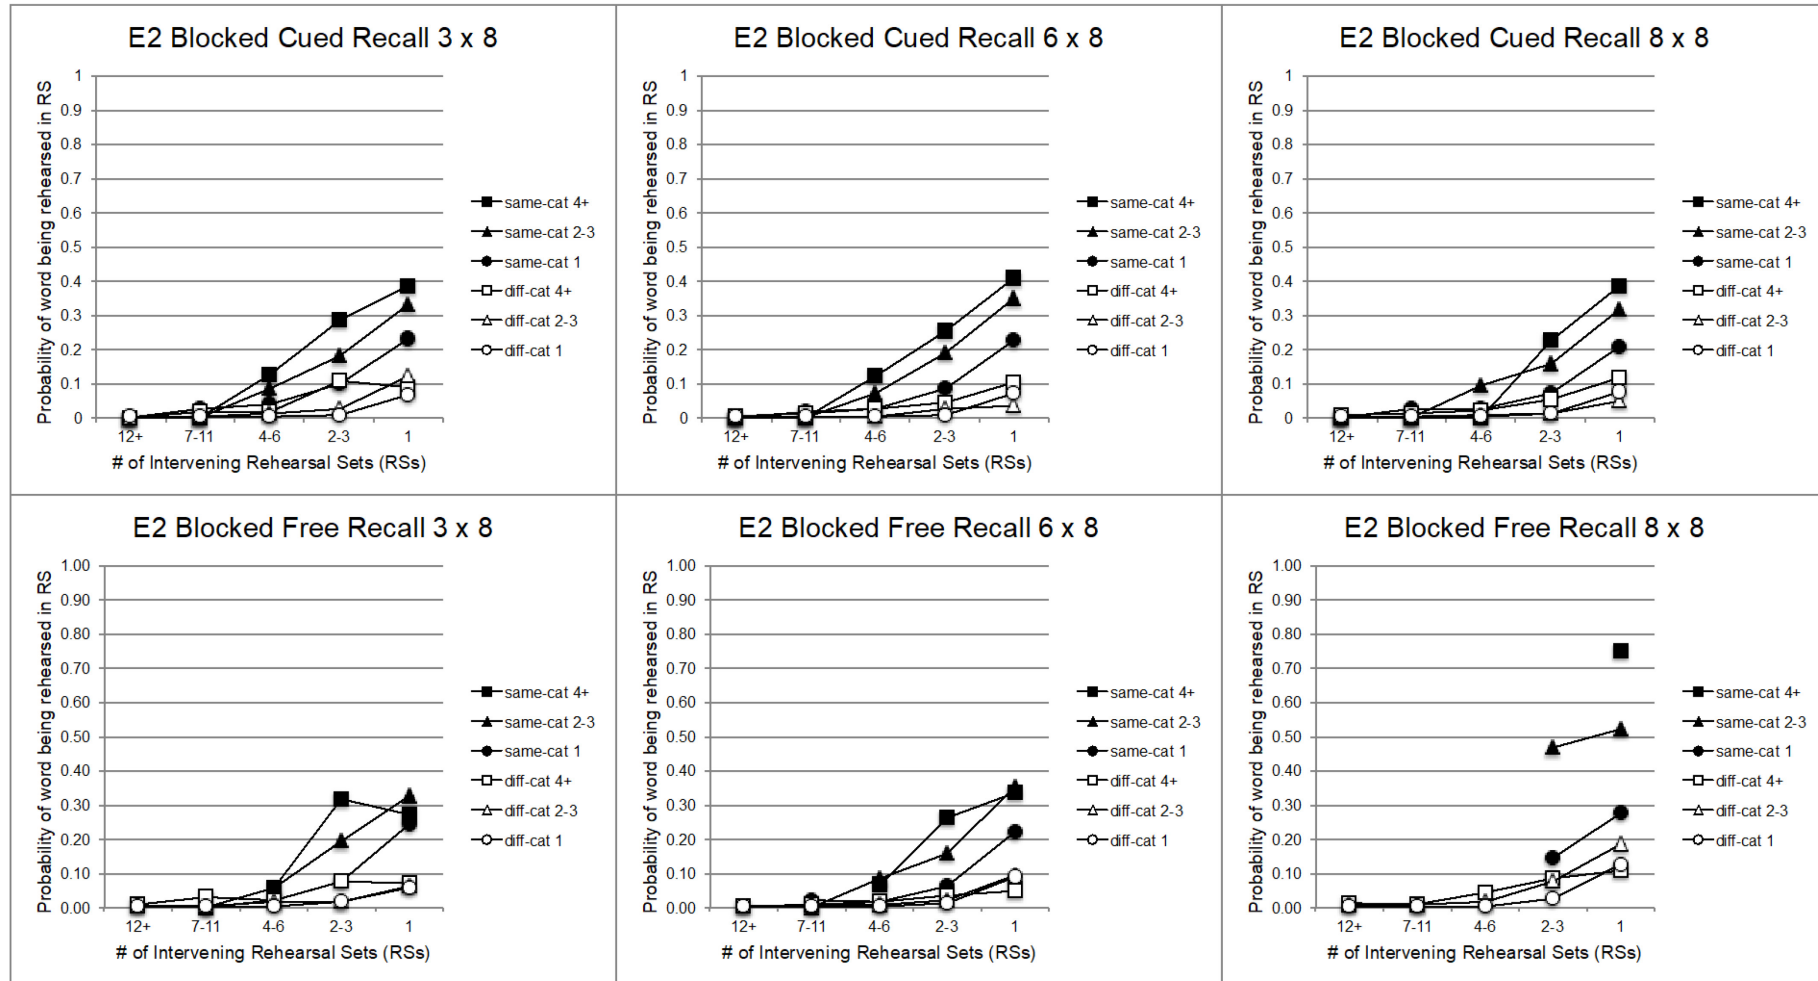 E2 Blocked Cued Recall 3 x 8
Probability of word being rehearsed in RS
1
0.9
0.8
0.7
0.6
0.5
0.4
0.3
0.2
0.1
0
12+ 7-11 4-6 2-3 1
# of Intervening Rehearsal Sets (RSs)
same-cat 4+
same-cat 2-3
same-cat 1
diff-cat 4+
diff-cat 2-3
diff-cat 1
E2 Blocked Cued Recall 6 x 8
Probability of word being rehearsed in RS
1
0.9
0.8
0.7
0.6
0.5
0.4
0.3
0.2
0.1
0
12+ 7-11 4-6 2-3 1
# of Intervening Rehearsal Sets (RSs)
same-cat 4+
same-cat 2-3
same-cat 1
diff-cat 4+
diff-cat 2-3
diff-cat 1
E2 Blocked Cued Recall 8 x 8
Probability of word being rehearsed in RS
1
0.9
0.8
0.7
0.6
0.5
0.4
0.3
0.2
0.1
0
12+ 7-11 4-6 2-3 1
# of Intervening Rehearsal Sets (RSs)
same-cat 4+
same-cat 2-3
same-cat 1
diff-cat 4+
diff-cat 2-3
diff-cat 1
E2 Blocked Free Recall 3 x 8
Probability of word being rehearsed in RS
1.00
0.90
0.80
0.70
0.60
0.50
0.40
0.30
0.20
0.10
0.00
12+ 7-11 4-6 2-3 1
# of Intervening Rehearsal Sets (RSs)
same-cat 4+
same-cat 2-3
same-cat 1
diff-cat 4+
diff-cat 2-3
diff-cat 1
E2 Blocked Free Recall 6 x 8
Probability of word being rehearsed in RS
1.00
0.90
0.80
0.70
0.60
0.50
0.40
0.30
0.20
0.10
0.00
12+ 7-11 4-6 2-3 1
# of Intervening Rehearsal Sets (RSs)
same-cat 4+
same-cat 2-3
same-cat 1
diff-cat 4+
diff-cat 2-3
diff-cat 1
E2 Blocked Free Recall 8 x 8
Probability of word being rehearsed in RS
1.00
0.90
0.80
0.70
0.60
0.50
0.40
0.30
0.20
0.10
0.00
12+ 7-11 4-6 2-3 1
# of Intervening Rehearsal Sets (RSs)
same-cat 4+
same-cat 2-3
same-cat 1
diff-cat 4+
diff-cat 2-3
diff-cat 1